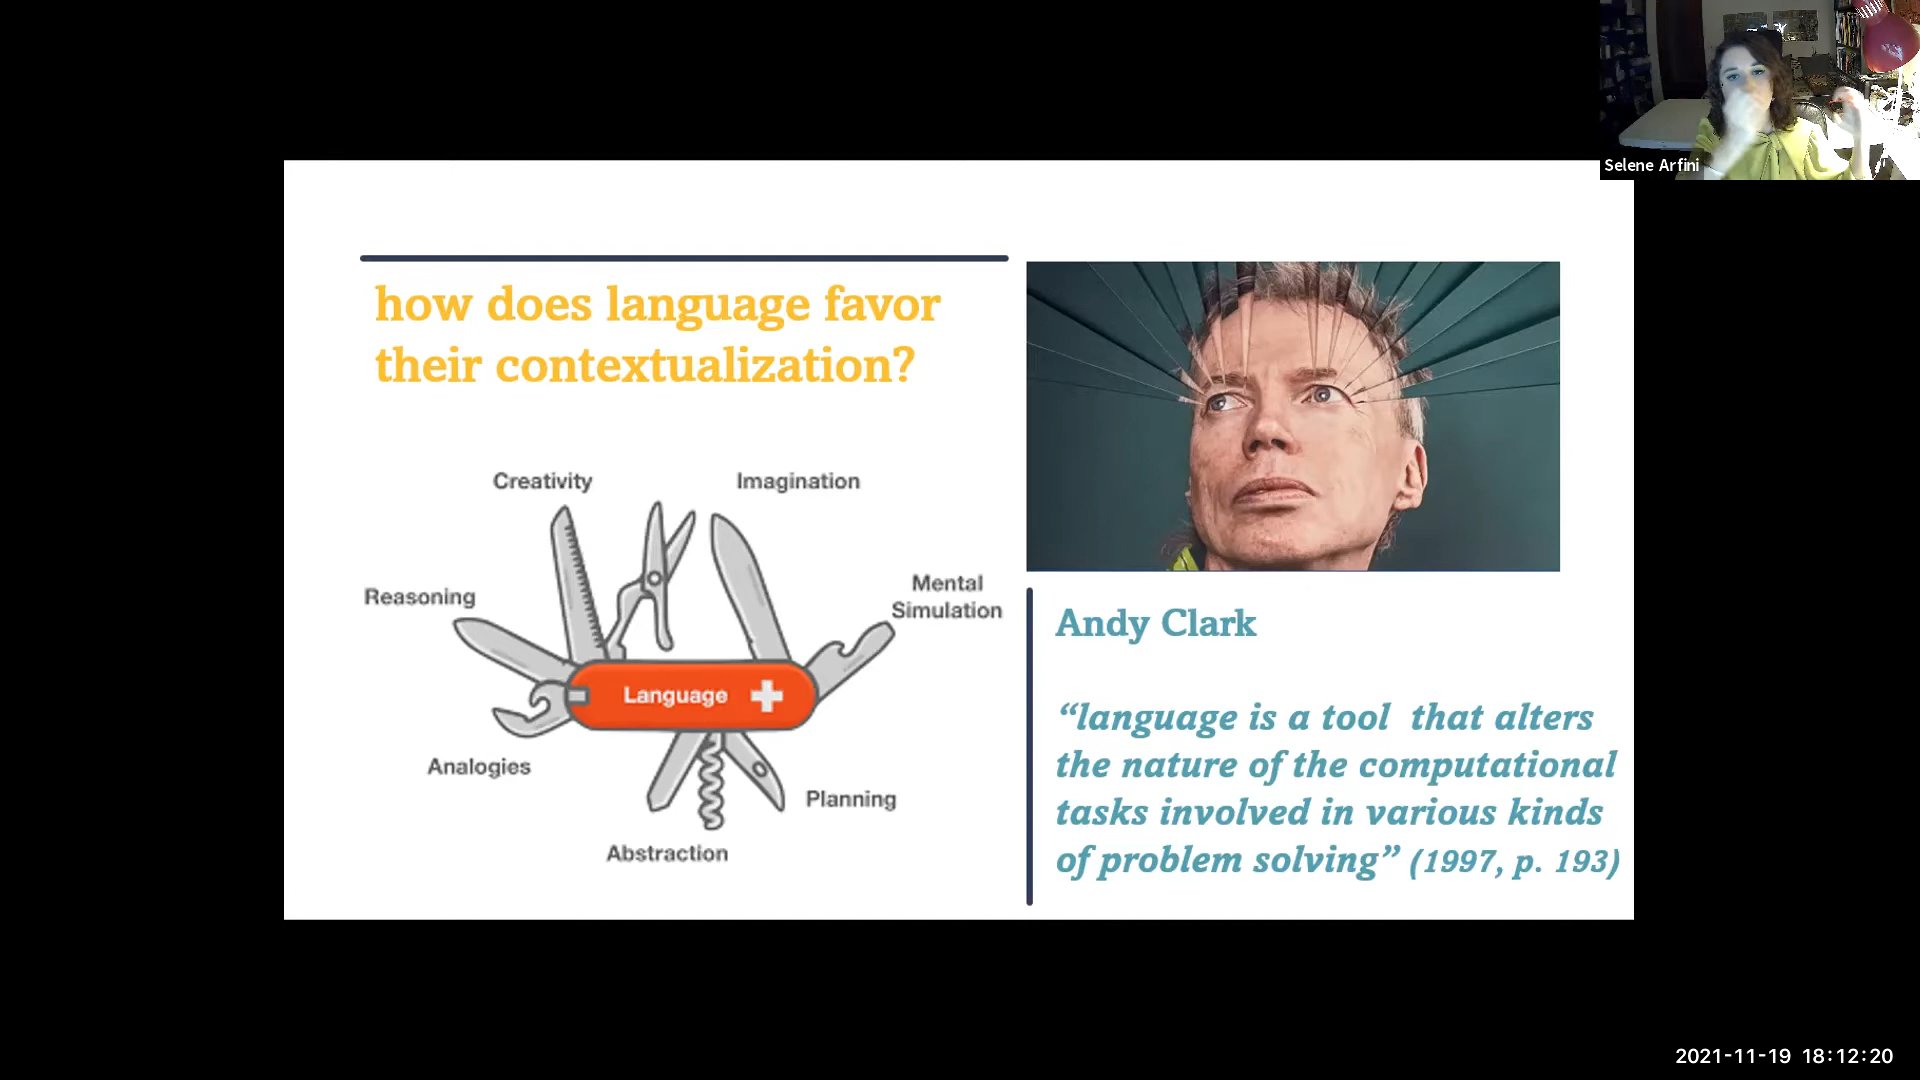 Selene Arfini
how does language favor
their contextualization?
Creativity
Imagination
Reasoning
Mental
Simulation
Language
Analogies
Planning
Abstraction
Andy Clark
“language is a tool  that alters
the nature of the computational
tasks involved in various kinds
of problem solving” (1997, p. 193)
2021-11-19 18:12:20